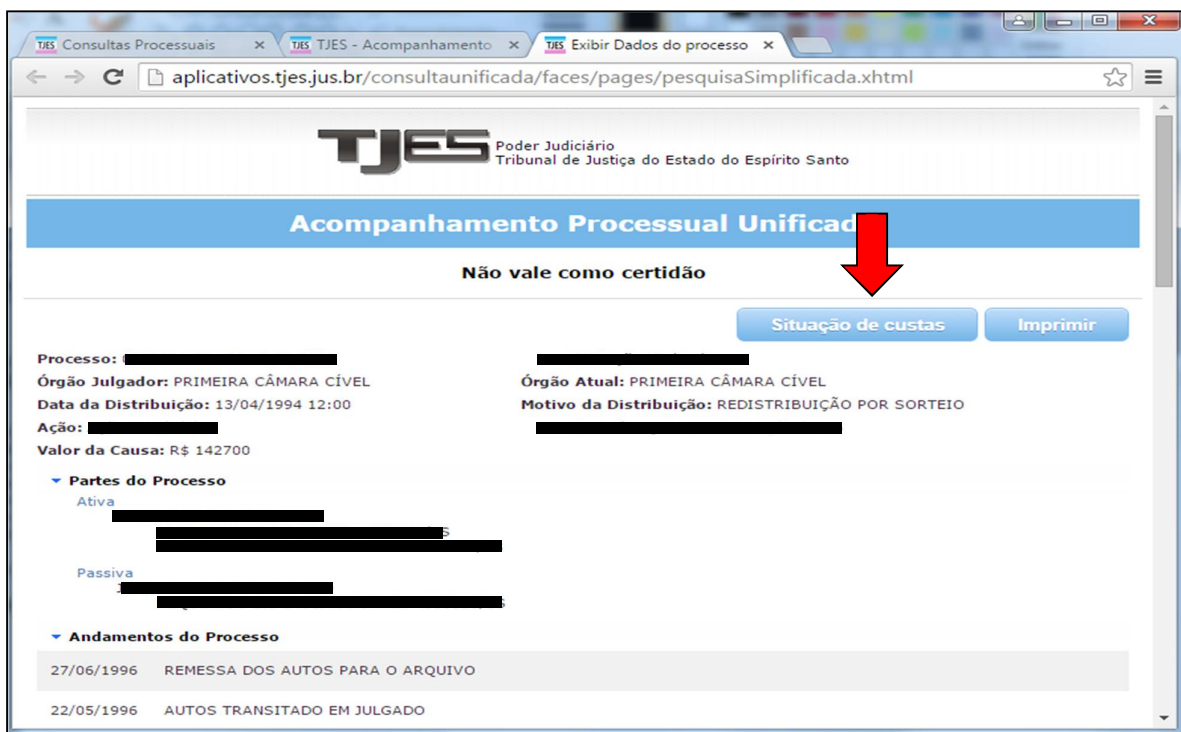 TJES Consultas Processuais
TJES TJES - Acompanhamento
TJES Exibir Dados do processo
aplicativos.tjes.jus.br/consultaunificada/faces/pages/pesquisaSimplificada.xhtml
TJES
Poder Judiciário
Tribunal de Justiça do Estado do Espírito Santo
Acompanhamento Processual
Não vale como certidão
Situação de custas
Imprimir
Processo:
Órgão Julgador: PRIMEIRA CÂMARA CÍVEL
Órgão Atual: PRIMEIRA CÂMARA CÍVEL
Data da Distribuição: 13/04/1994 12:00
Motivo da Distribuição: REDISTRIBUIÇÃO POR SORTEIO
Ação:
Valor da Causa: R$ 142700
Partes do Processo
Ativa
Passiva
Andamentos do Processo
27/06/1996 REMESSA DOS AUTOS PARA O ARQUIVO
22/05/1996 AUTOS TRANSITADO EM JULGADO